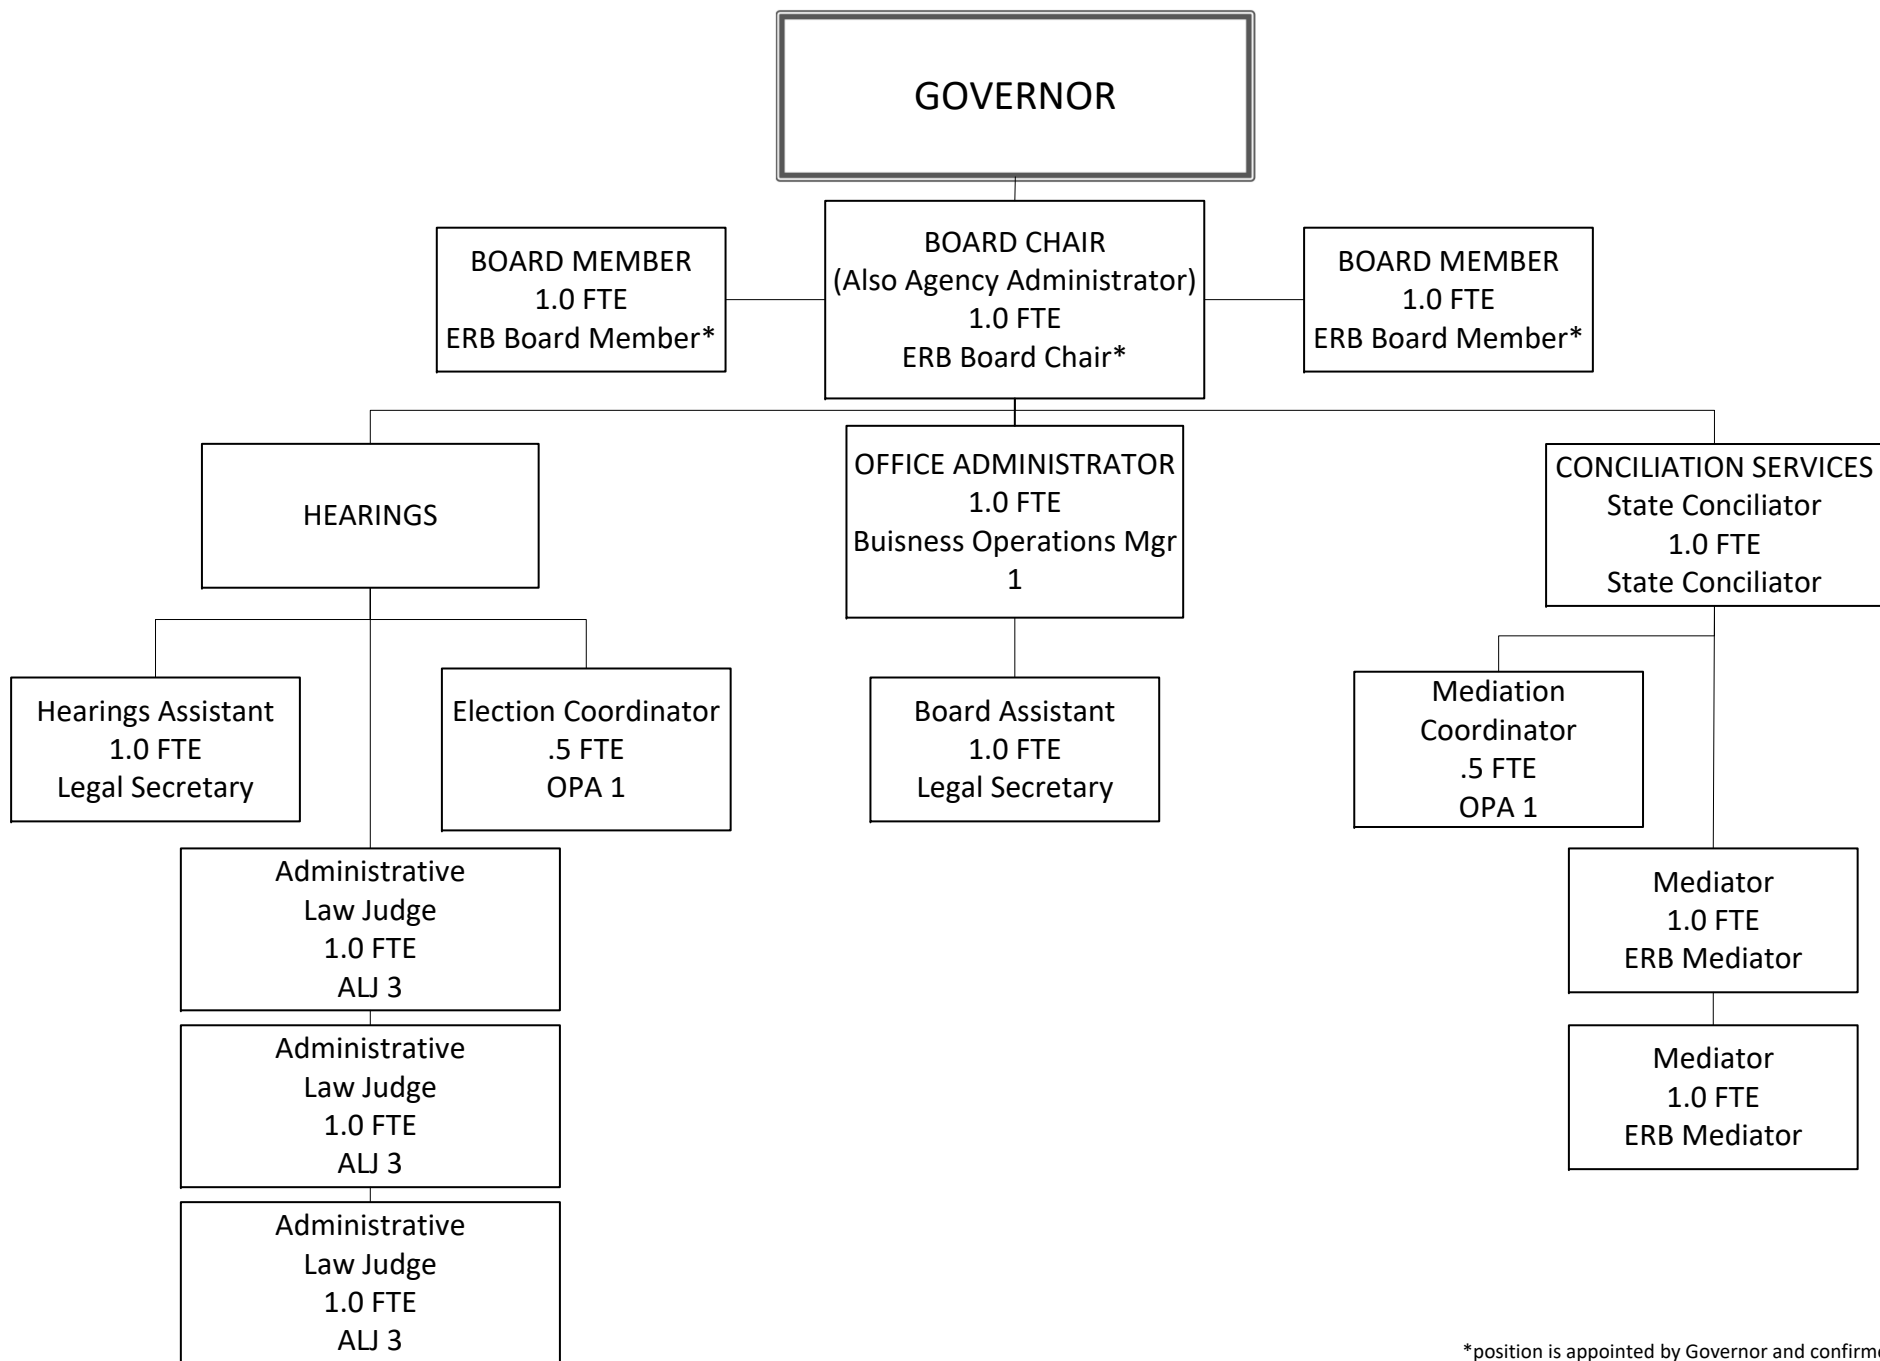 GOVERNOR
BOARD MEMBER
1.0 FTE
ERB Board Member*
BOARD CHAIR
(Also Agency Administrator)
1.0 FTE
ERB Board Chair*
BOARD MEMBER
1.0 FTE
ERB Board Member*
HEARINGS
OFFICE ADMINISTRATOR
1.0 FTE
Buisness Operations Mgr
1
CONCILIATION SERVICES
State Conciliator
1.0 FTE
State Conciliator
Hearings Assistant
1.0 FTE
Legal Secretary
Election Coordinator
.5 FTE
OPA 1
Board Assistant
1.0 FTE
Legal Secretary
Mediation
Coordinator
.5 FTE
OPA 1
Administrative
Law Judge
1.0 FTE
ALJ 3
Mediator
1.0 FTE
ERB Mediator
Administrative
Law Judge
1.0 FTE
ALJ 3
Mediator
1.0 FTE
ERB Mediator
Administrative
Law Judge
1.0 FTE
ALJ 3
*position is appointed by Governor and confirme